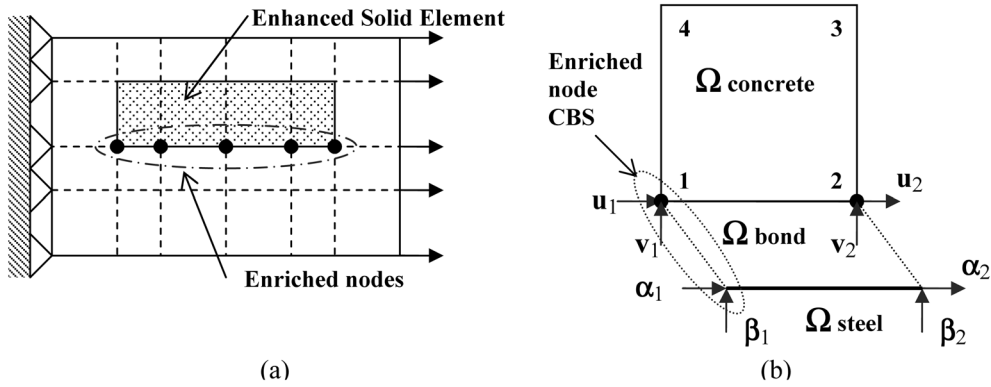 Enhanced Solid Element
Enriched nodes
(a)
Enriched
node
CBS
4
3
Ω concrete
1
2
u1
u2
v1
Ω bond
v2
α1
α2
β1
Ω steel
β2
(b)